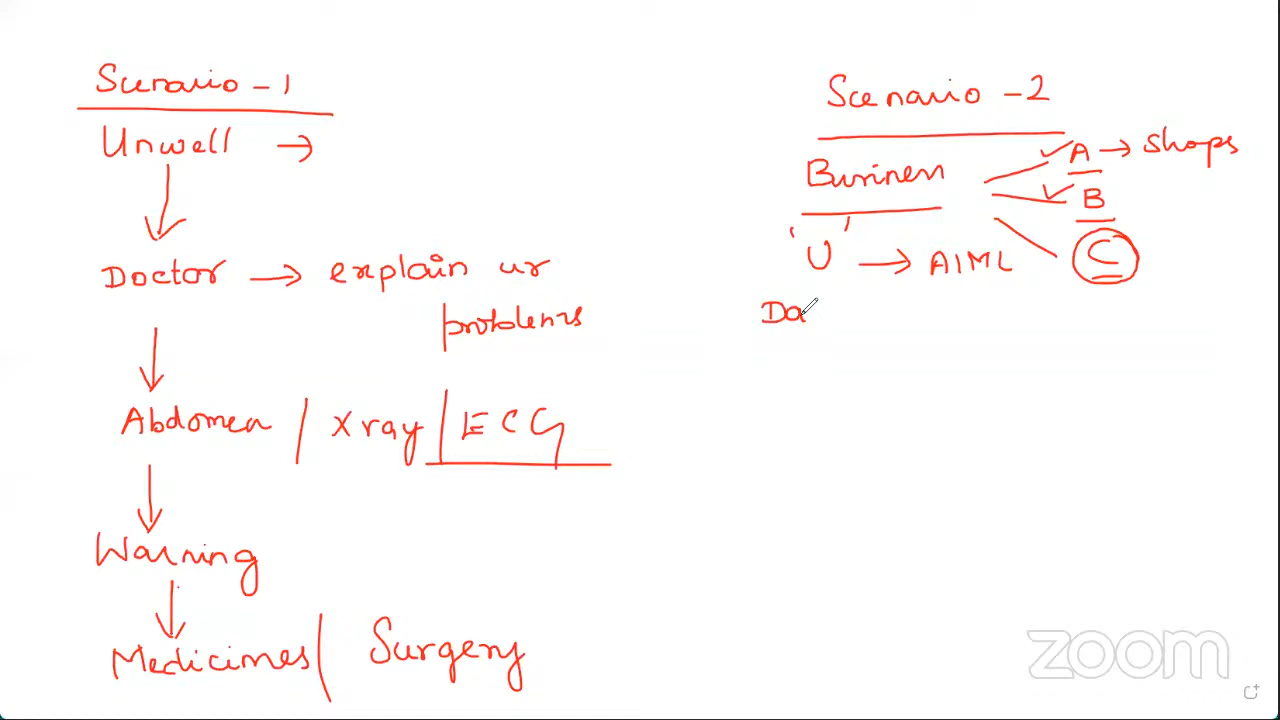 Scenario - 1
Unwell →
Doctor → explain ur
problems
Abdomen / Xray / ECG
Warning
Medicines / Surgery
Scenario - 2
Business
A → Shops
B
C
'U' → AIML
Da
zoom